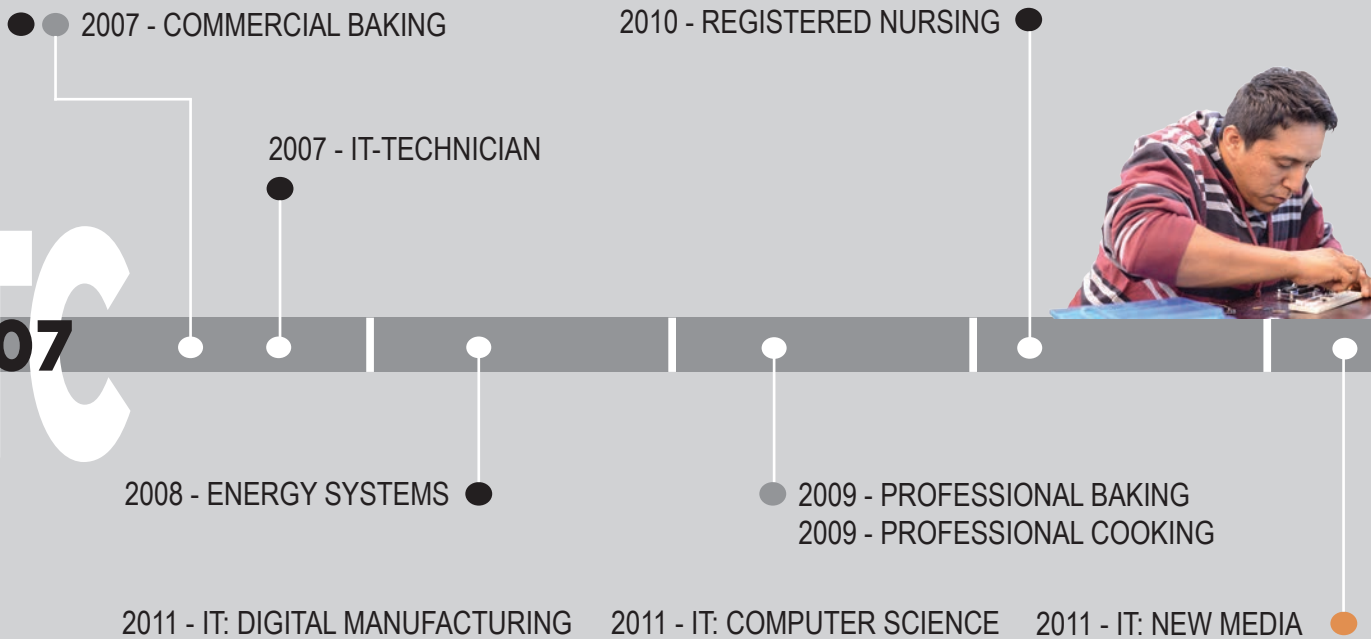 2007 - COMMERCIAL BAKING
2010 - REGISTERED NURSING
2007 - IT-TECHNICIAN
C
07
2008 - ENERGY SYSTEMS
2009 - PROFESSIONAL BAKING
2009 - PROFESSIONAL COOKING
2011 - IT: DIGITAL MANUFACTURING
2011 - IT: COMPUTER SCIENCE
2011 - IT: NEW MEDIA